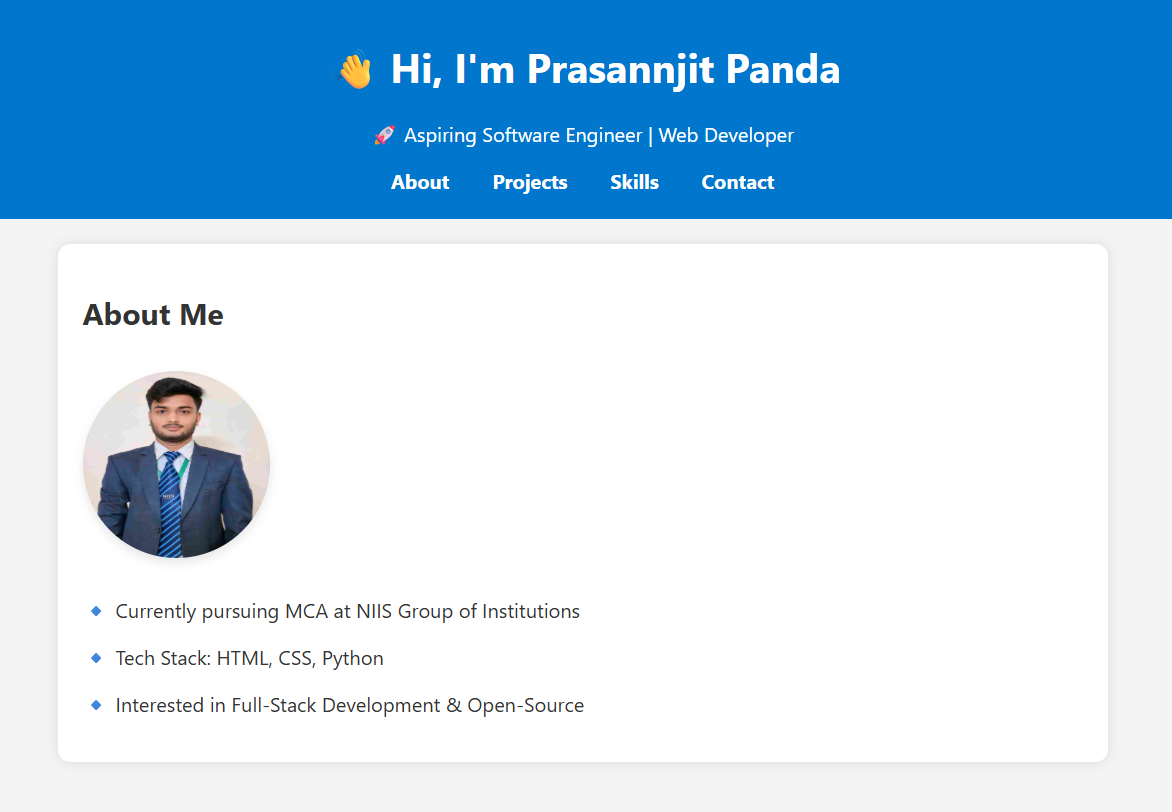 👋 Hi, I'm Prasannjit Panda
🚀 Aspiring Software Engineer | Web Developer
About Projects Skills Contact
About Me
🔹 Currently pursuing MCA at NIIS Group of Institutions
🔹 Tech Stack: HTML, CSS, Python
🔹 Interested in Full-Stack Development & Open-Source